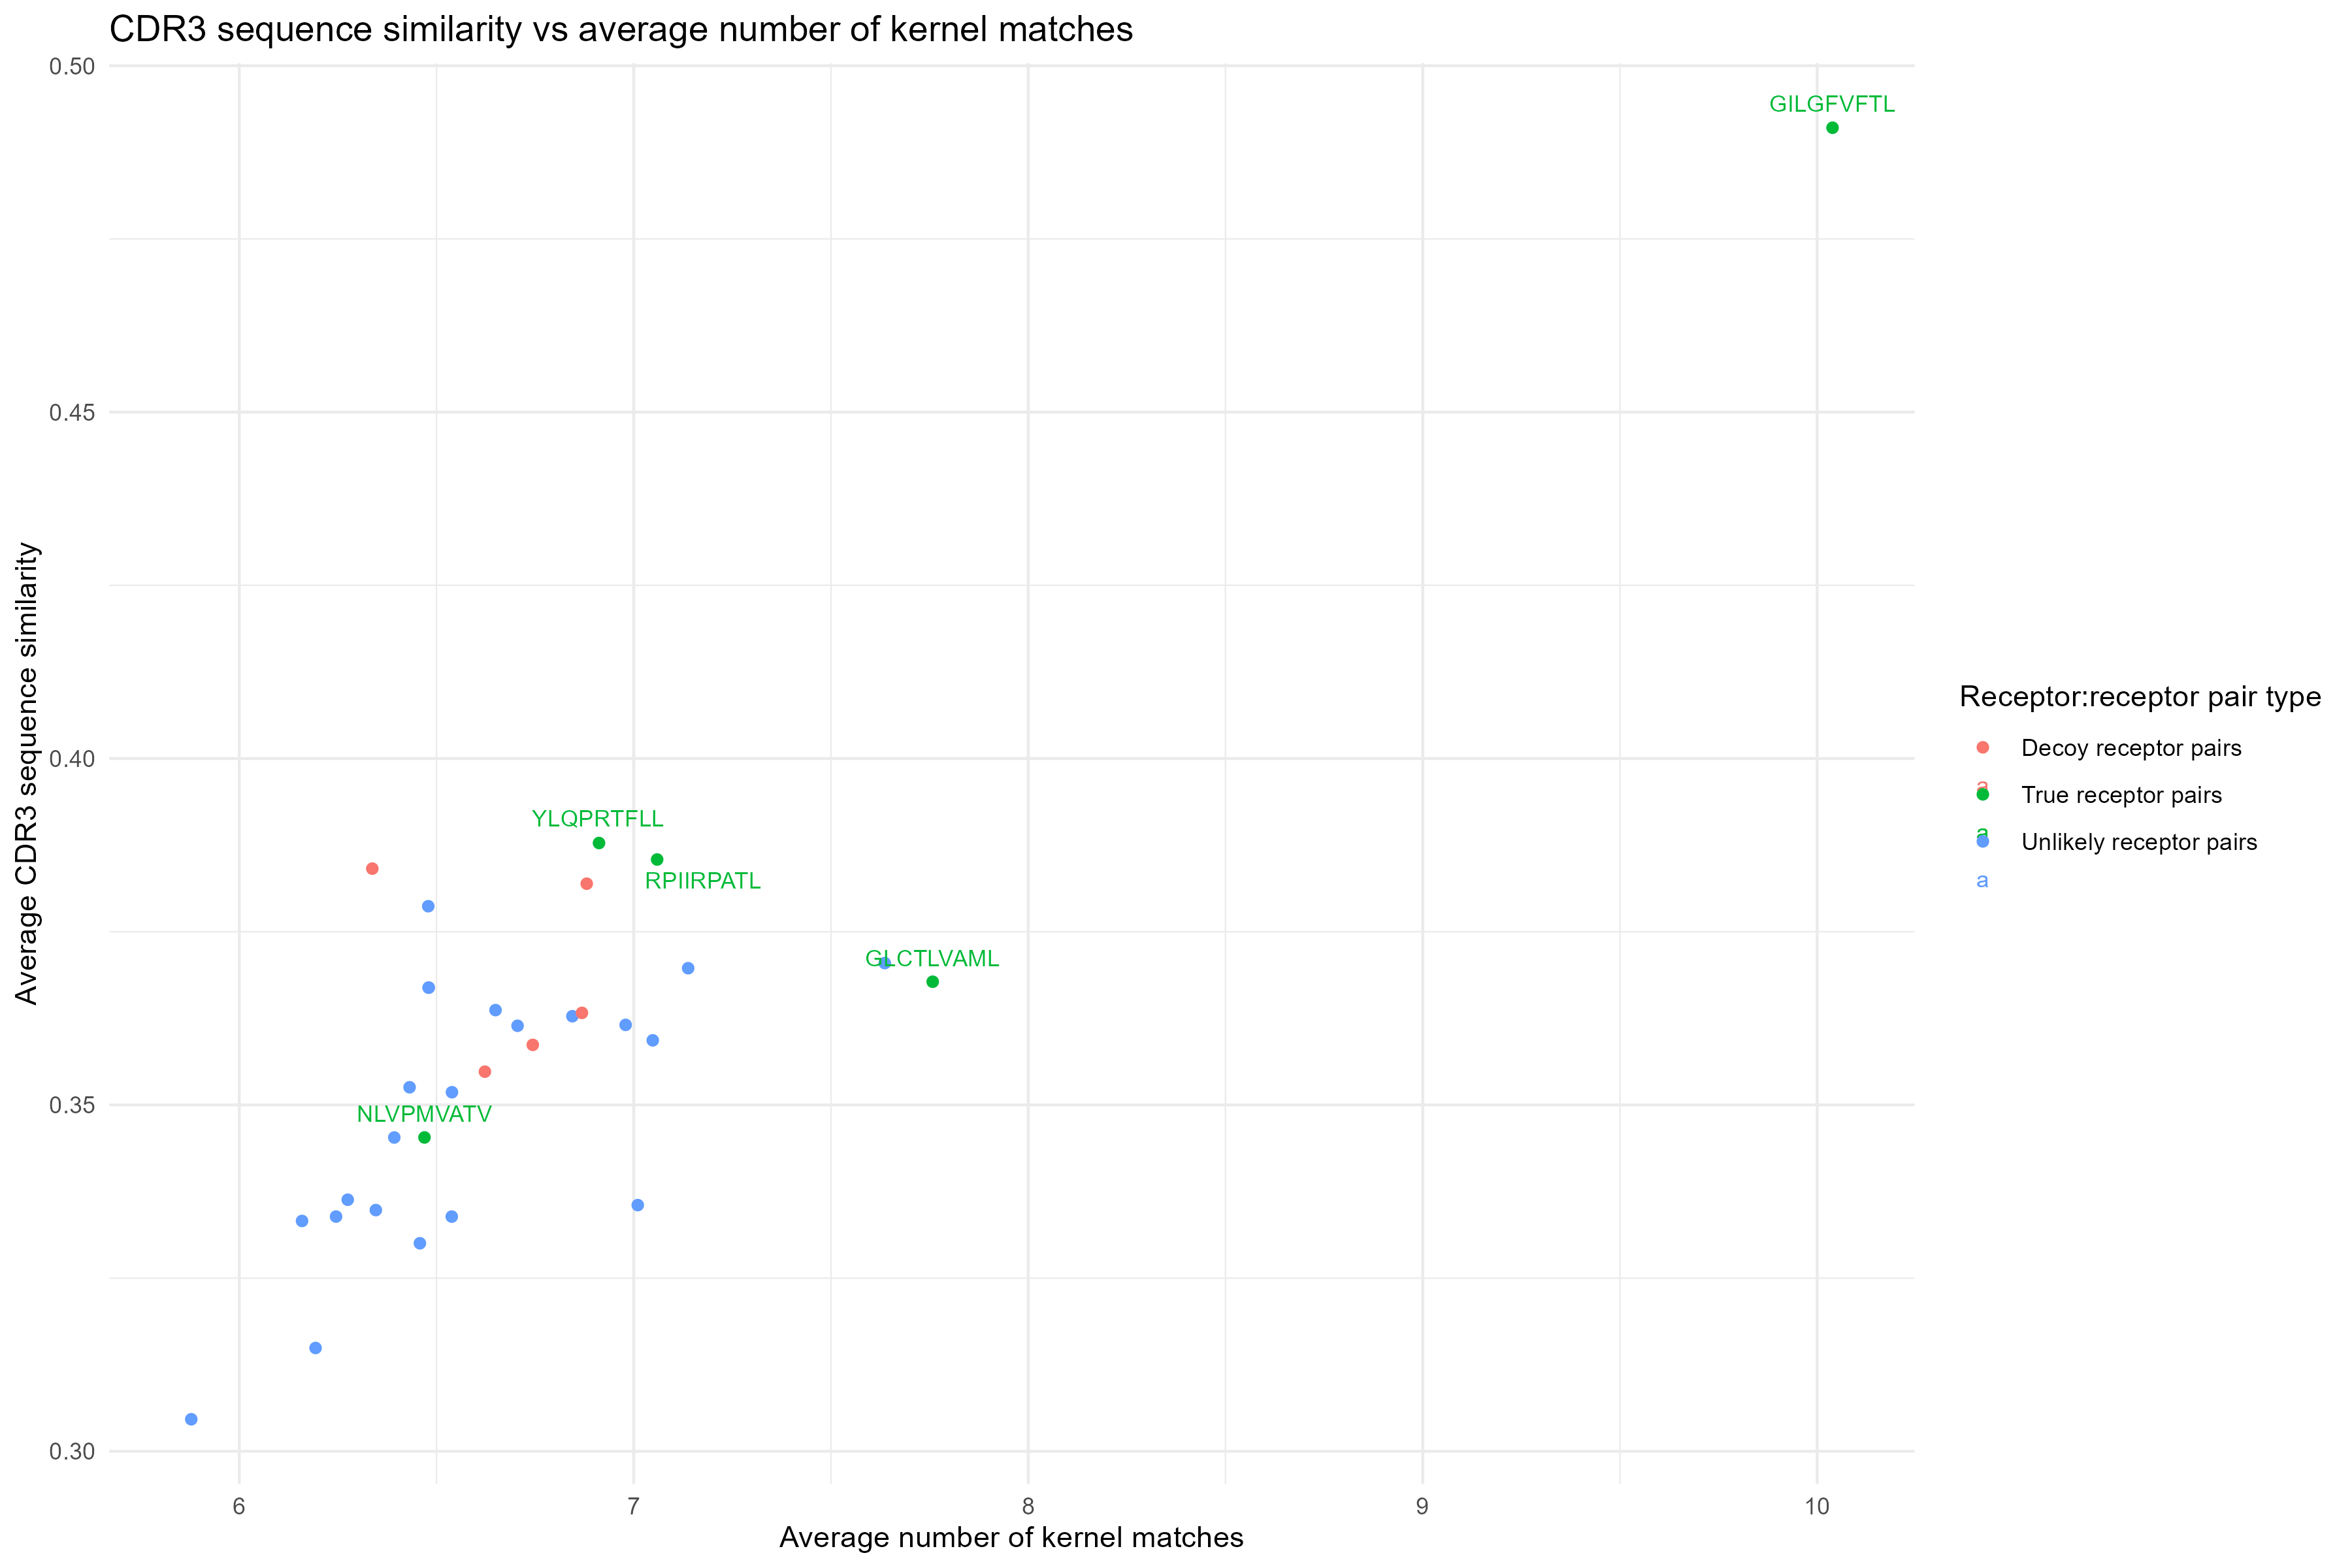 CDR3 sequence similarity vs average number of kernel matches
0.50
GILGFVFTL
0.45
Average CDR3 sequence similarity
Receptor:receptor pair type
Decoy receptor pairs
0.40
a
True receptor pairs
YLQPRTFLL
a
Unlikely receptor pairs
RPIIRPATL
a
GLCTLVAML
0.35
NLVPMVATV
0.30
6
7
8
9
10
Average number of kernel matches